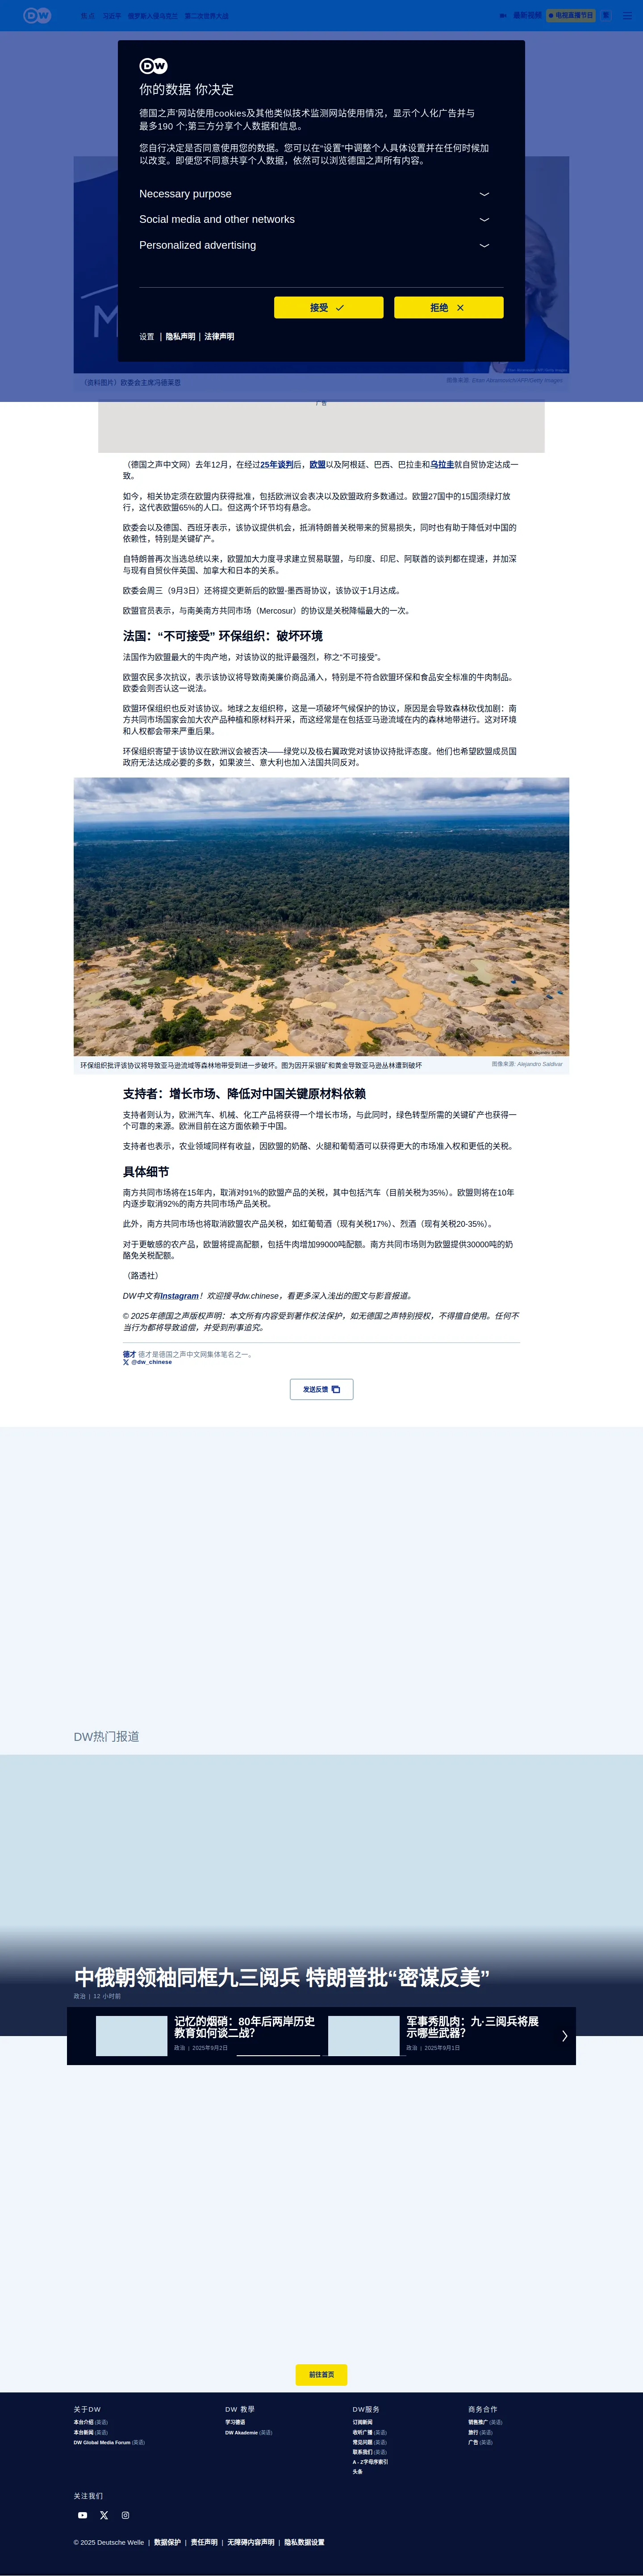 DW
热点
习近平
俄罗斯入侵乌克兰
第二次世界大战
最新视频
电视直播节目
繁
DW
你的数据 你决定
德国之声'网站使用cookies及其他类似技术监测网站使用情况，显示个人化广告并与
最多190 个;第三方分享个人数据和信息。
您自行决定是否同意使用您的数据。您可以在“设置”中调整个人具体设置并在任何时候加
以改变。即便您不同意共享个人数据，依然可以浏览德国之声所有内容。
Necessary purpose
Social media and other networks
Personalized advertising
接受
拒绝
设置 | 隐私声明 | 法律声明
（资料图片）欧委会主席冯德莱恩
广告
（德国之声中文网）去年12月，在经过25年谈判后，欧盟以及阿根廷、巴西、巴拉圭和乌拉圭就自贸协定达成一
致。
如今，相关协定须在欧盟内获得批准，包括欧洲议会表决以及欧盟政府多数通过。欧盟27国中的15国须绿灯放
行，这代表欧盟65%的人口。但这两个环节均有悬念。
欧委会以及德国、西班牙表示，该协议提供机会，抵消特朗普关税带来的贸易损失，同时也有助于降低对中国的
依赖性，特别是关键矿产。
自特朗普再次当选总统以来，欧盟加大力度寻求建立贸易联盟，与印度、印尼、阿联酋的谈判都在提速，并加深
与现有自贸伙伴英国、加拿大和日本的关系。
欧委会周三（9月3日）还将提交更新后的欧盟-墨西哥协议，该协议于1月达成。
欧盟官员表示，与南美南方共同市场（Mercosur）的协议是关税降幅最大的一次。
法国：“不可接受” 环保组织：破坏环境
法国作为欧盟最大的牛肉产地，对该协议的批评最强烈，称之“不可接受”。
欧盟农民多次抗议，表示该协议将导致南美廉价商品涌入，特别是不符合欧盟环保和食品安全标准的牛肉制品。
欧委会则否认这一说法。
欧盟环保组织也反对该协议。地球之友组织称，这是一项破坏气候保护的协议，原因是会导致森林砍伐加剧：南
方共同市场国家会加大农产品种植和原材料开采，而这经常是在包括亚马逊流域在内的森林地带进行。这对环境
和人权都会带来严重后果。
环保组织寄望于该协议在欧洲议会被否决——绿党以及极右翼政党对该协议持批评态度。他们也希望欧盟成员国
政府无法达成必要的多数，如果波兰、意大利也加入法国共同反对。
环保组织批评该协议将导致亚马逊流域等森林地带受到进一步破坏。图为因开采银矿和黄金导致亚马逊丛林遭到破坏
图像来源: Alejandro Saldivar
支持者：增长市场、降低对中国关键原材料依赖
支持者则认为，欧洲汽车、机械、化工产品将获得一个增长市场，与此同时，绿色转型所需的关键矿产也获得一
个可靠的来源。欧洲目前在这方面依赖于中国。
支持者也表示，农业领域同样有收益，因欧盟的奶酪、火腿和葡萄酒可以获得更大的市场准入权和更低的关税。
具体细节
南方共同市场将在15年内，取消对91%的欧盟产品的关税，其中包括汽车（目前关税为35%）。欧盟则将在10年
内逐步取消92%的南方共同市场产品关税。
此外，南方共同市场也将取消欧盟农产品关税，如红葡萄酒（现有关税17%）、烈酒（现有关税20-35%）。
对于更敏感的农产品，欧盟将提高配额，包括牛肉增加99000吨配额。南方共同市场则为欧盟提供30000吨的奶
酪免关税配额。
（路透社）
DW中文有Instagram！欢迎搜寻dw.chinese，看更多深入浅出的图文与影音报道。
© 2025年德国之声版权声明：本文所有内容受到著作权法保护，如无德国之声特别授权，不得擅自使用。任何不
当行为都将导致追偿，并受到刑事追究。
德才 德才是德国之声中文网集体笔名之一。
@dw_chinese
发送反馈
DW热门报道
中俄朝领袖同框九三阅兵 特朗普批“密谋反美”
政治 | 12 小时前
记忆的烟硝：80年后两岸历史
教育如何谈二战？
政治 | 2025年9月2日
军事秀肌肉：九·三阅兵将展
示哪些武器？
政治 | 2025年9月1日
前往首页
关于DW
本台介绍 (英语)
本台新闻 (英语)
DW Global Media Forum (英语)
DW 教學
学习德语
DW Akademie (英语)
DW服务
订阅新闻
收听广播 (英语)
常见问题 (英语)
联系我们 (英语)
A - Z字母序索引
头条
商务合作
销售推广 (英语)
旅行 (英语)
广告 (英语)
关注我们
© 2025 Deutsche Welle | 数据保护 | 责任声明 | 无障碍内容声明 | 隐私数据设置